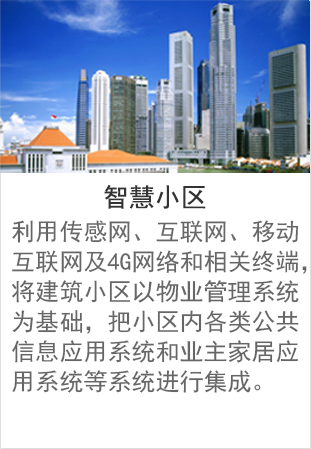 智慧小区
利用传感网、互联网、移动
互联网及4G网络和相关终端，
将建筑小区以物业管理系统
为基础，把小区内各类公共
信息应用系统和业主家居应
用系统等系统进行集成。